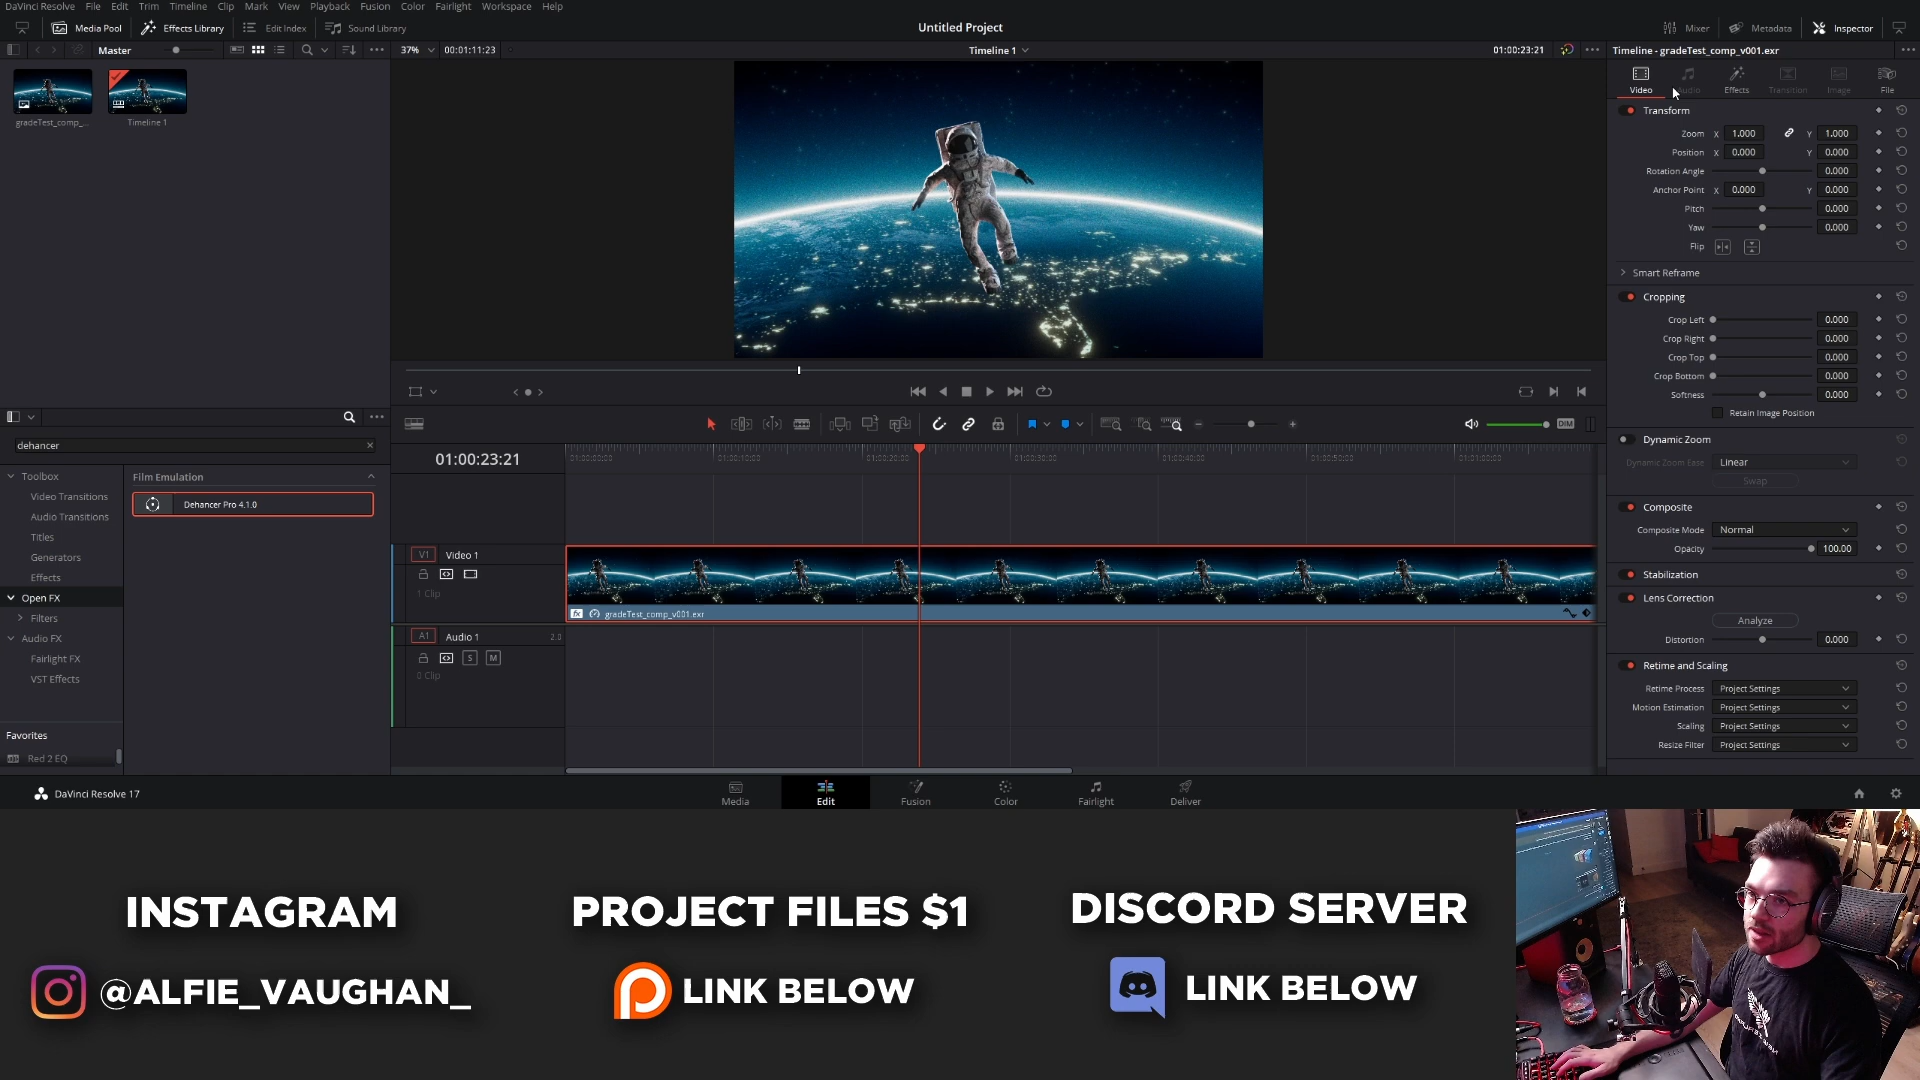 DaVinci Resolve File Edit Trim Timeline Clip Mark View Playback Fusion Color Fairlight Workspace Help
Media Pool Effects Library Edit Index Sound Library
Untitled Project
Mixer Metadata Inspector
Master
37% 00:01:11:23
Timeline 1
01:00:23:21
Timeline - gradeTest_comp_v001.exr
gradeTest_comp_...
Timeline 1
Video Audio Effects Transition Image File
Transform
Zoom X 1.000 Y 1.000
Position X 0.000 Y 0.000
Rotation Angle 0.000
Anchor Point X 0.000 Y 0.000
Pitch 0.000
Yaw 0.000
Flip
Smart Reframe
Cropping
Crop Left 0.000
Crop Right 0.000
Crop Top 0.000
Crop Bottom 0.000
Softness 0.000
Retain Image Position
Dynamic Zoom
Dynamic Zoom Ease Linear
Swap
Composite
Composite Mode Normal
Opacity 100.00
Stabilization
Lens Correction
Analyze
Distortion 0.000
Retime and Scaling
Retime Process Project Settings
Motion Estimation Project Settings
Scaling Project Settings
Resize Filter Project Settings
dehancer
Toolbox
Video Transitions
Audio Transitions
Titles
Generators
Effects
Open FX
Filters
Audio FX
Fairlight FX
VST Effects
Favorites
Red 2 EQ
Film Emulation
Dehancer Pro 4.1.0
DIM
01:00:23:21
01:00:00:00 01:00:10:00 01:00:20:00 01:00:30:00 01:00:40:00 01:00:50:00 01:01:00:00
V1 Video 1
1 Clip
fx gradeTest_comp_v001.exr
A1 Audio 1 2.0
S M
0 Clip
DaVinci Resolve 17
Media Edit Fusion Color Fairlight Deliver
INSTAGRAM
@ALFIE_VAUGHAN_
PROJECT FILES $1
LINK BELOW
DISCORD SERVER
LINK BELOW